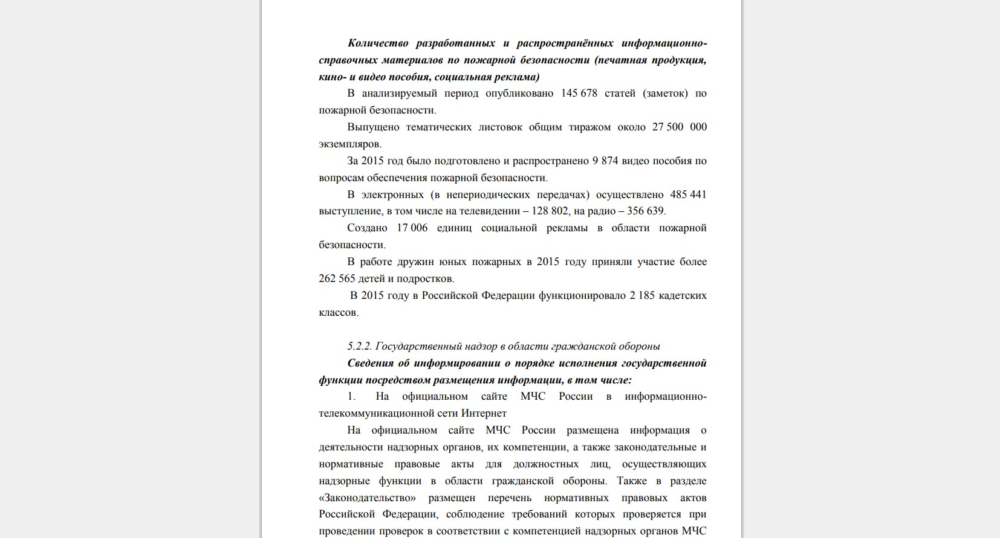 Количество разработанных и распространённых информационно-
справочных материалов по пожарной безопасности (печатная продукция,
кино- и видео пособия, социальная реклама)
В анализируемый период опубликовано 145 678 статей (заметок) по
пожарной безопасности.
Выпущено тематических листовок общим тиражом около 27 500 000
экземпляров.
За 2015 год было подготовлено и распространено 9 874 видео пособия по
вопросам обеспечения пожарной безопасности.
В электронных (в непериодических передачах) осуществлено 485 441
выступление, в том числе на телевидении – 128 802, на радио – 356 639.
Создано 17 006 единиц социальной рекламы в области пожарной
безопасности.
В работе дружин юных пожарных в 2015 году приняли участие более
262 565 детей и подростков.
В 2015 году в Российской Федерации функционировало 2 185 кадетских
классов.
5.2.2. Государственный надзор в области гражданской обороны
Сведения об информировании о порядке исполнения государственной
функции посредством размещения информации, в том числе:
1. На официальном сайте МЧС России в информационно-
телекоммуникационной сети Интернет
На официальном сайте МЧС России размещена информация о
деятельности надзорных органов, их компетенции, а также законодательные и
нормативные правовые акты для должностных лиц, осуществляющих
надзорные функции в области гражданской обороны. Также в разделе
«Законодательство» размещен перечень нормативных правовых актов
Российской Федерации, соблюдение требований которых проверяется при
проведении проверок в соответствии с компетенцией надзорных органов МЧС